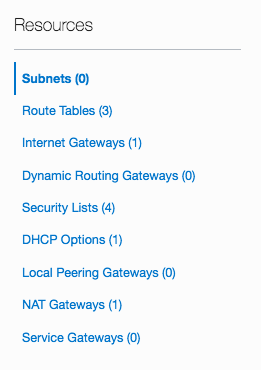 Resources
Subnets (0)
Route Tables (3)
Internet Gateways (1)
Dynamic Routing Gateways (0)
Security Lists (4)
DHCP Options (1)
Local Peering Gateways (0)
NAT Gateways (1)
Service Gateways (0)